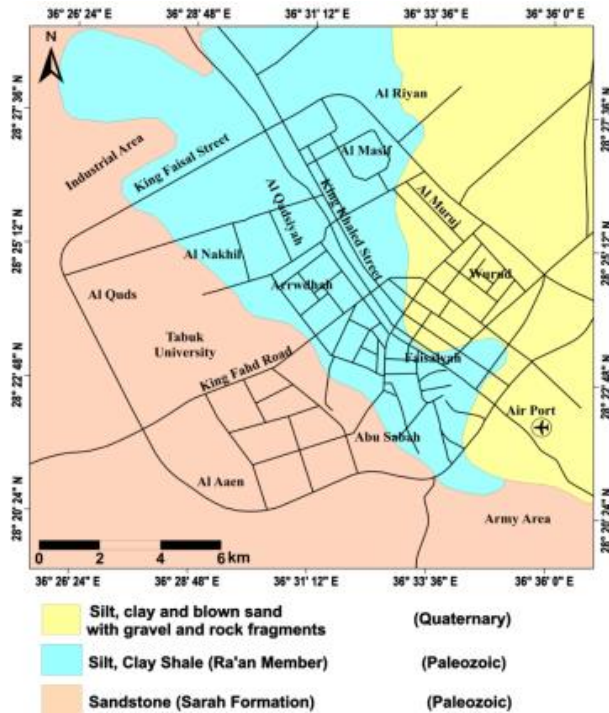 36° 26' 24" E
36° 28' 48" E
36° 31' 12" E
36° 33' 36" E
36° 36' 0" E
N
28° 27' 36" N
28° 27' 36" N
Al Riyan
Industrial Area
King Faisal Street
Al Masif
Al Qadsiyah
King Khaled Street
Al Muruj
28° 25' 12" N
28° 25' 12" N
Al Nakhil
Wurud
Arrwdhah
Al Quds
Tabuk
University
Faisalyah
28° 22' 48" N
28° 22' 48" N
King Fahd Road
Air Port
Abu Sabah
Al Aaen
28° 20' 24" N
28° 20' 24" N
Army Area
0 2 4 6
km
36° 26' 24" E
36° 28' 48" E
36° 31' 12" E
36° 33' 36" E
36° 36' 0" E
Silt, clay and blown sand
with gravel and rock fragments
(Quaternary)
Silt, Clay Shale (Ra'an Member)
(Paleozoic)
Sandstone (Sarah Formation)
(Paleozoic)